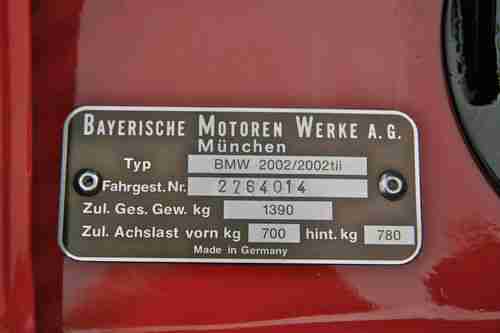 BAYERISCHE MOTOREN WERKE A.G.
München
Typ BMW 2002/2002tii
Fahrgest.Nr. 2764014
Zul. Ges. Gew. kg 1390
Zul. Achslast vorn kg 700 hint. kg 780
Made in Germany